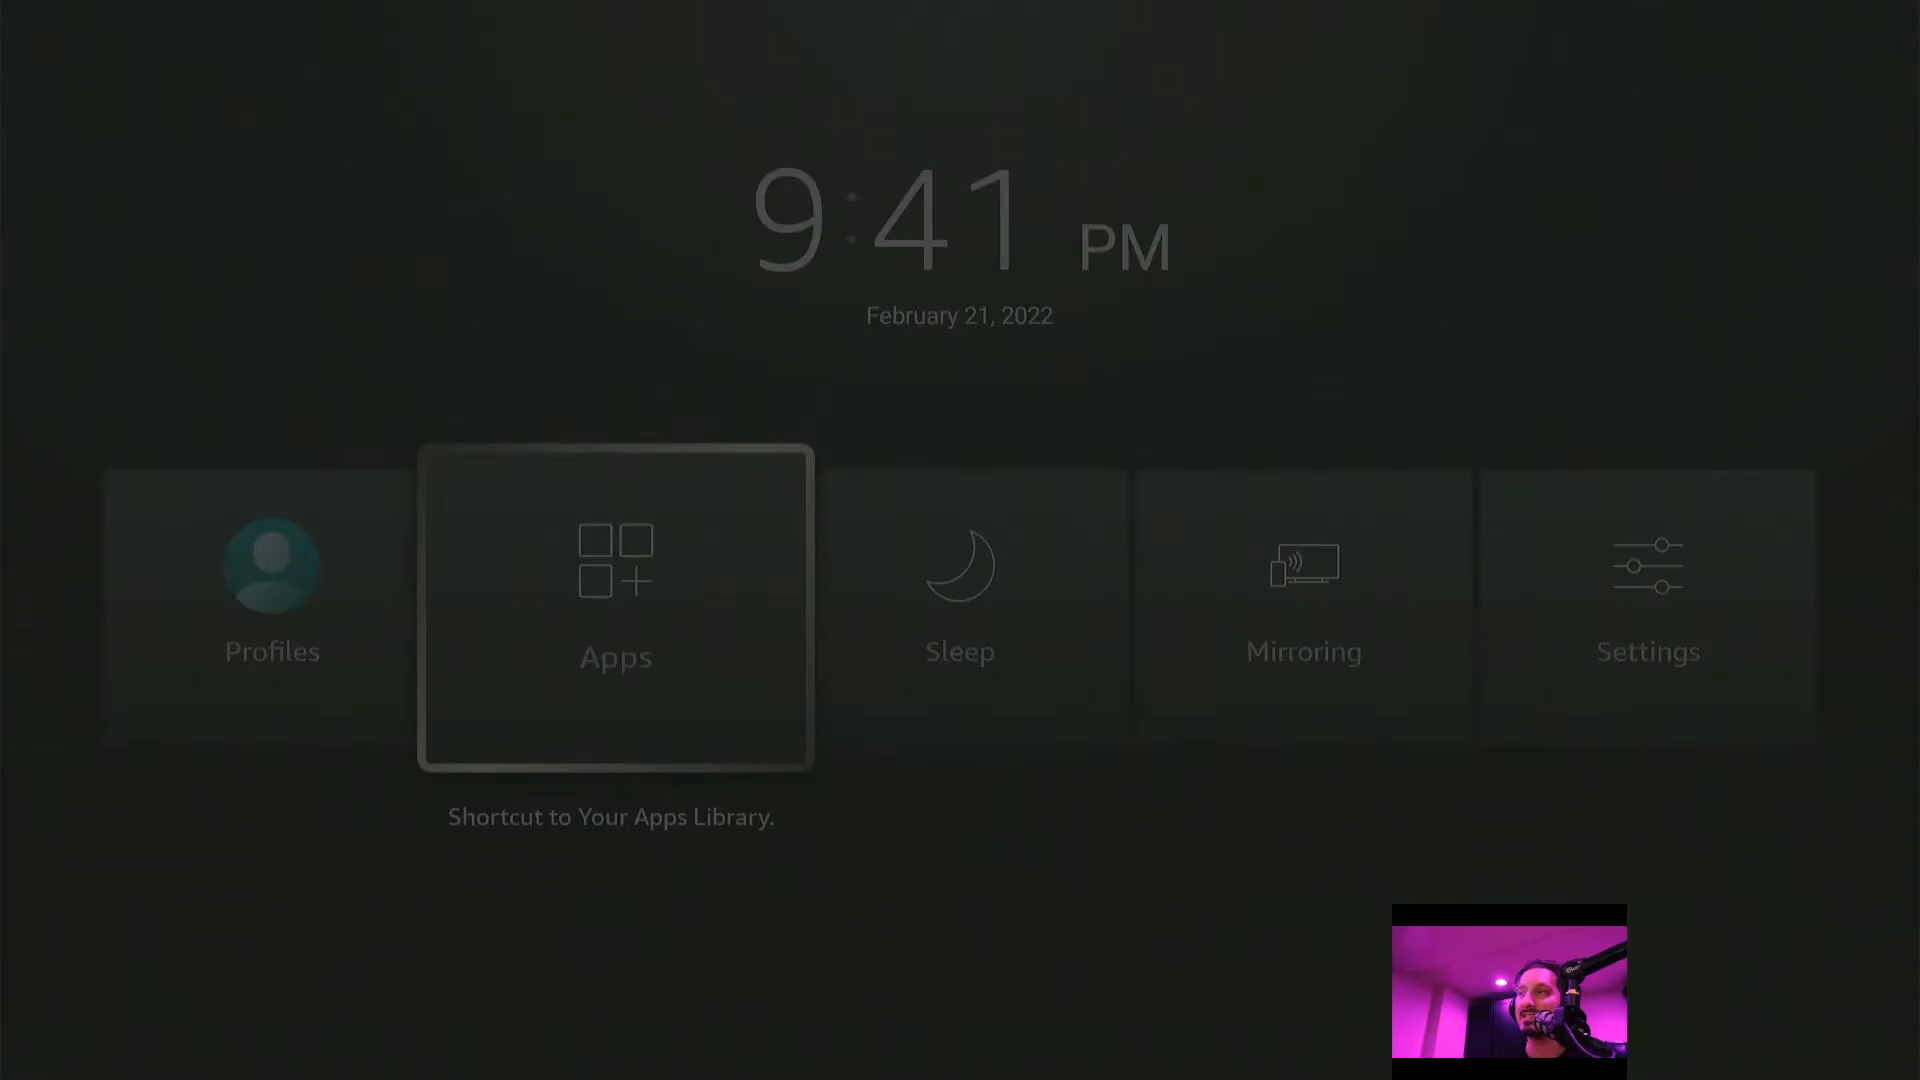 9:41 PM
February 21, 2022
Profiles
Apps
Sleep
Mirroring
Settings
Shortcut to Your Apps Library.